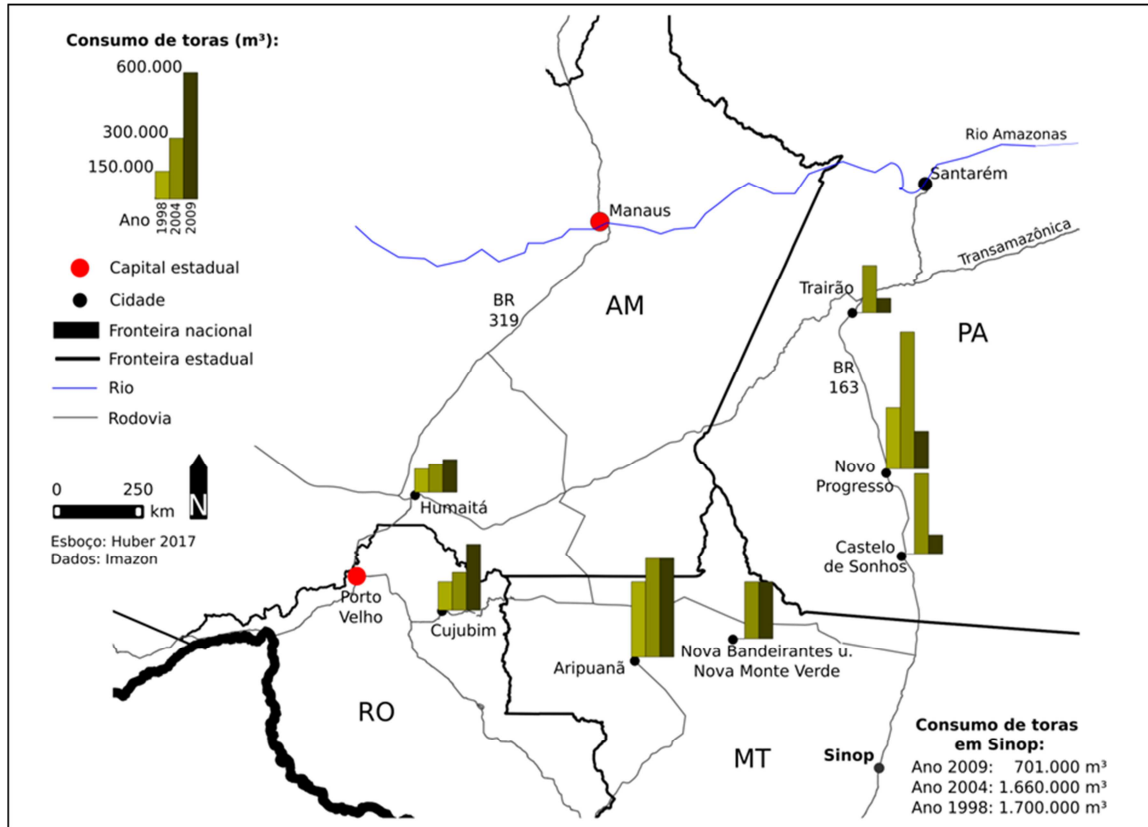 Consumo de toras (m³):
600.000
300.000
150.000
Ano
1998
2004
2009
Capital estadual
Cidade
Fronteira nacional
Fronteira estadual
Rio
Rodovia
0 250
km
N
Esboço: Huber 2017
Dados: Imazon
Rio Amazonas
Santarém
Manaus
Transamazônica
Trairão
BR
319
AM
PA
BR
163
Novo
Progresso
Humaitá
Castelo
de Sonhos
Porto
Velho
Cujubim
Aripuanã
Nova Bandeirantes u.
Nova Monte Verde
RO
MT
Sinop
Consumo de toras
em Sinop:
Ano 2009: 701.000 m³
Ano 2004: 1.660.000 m³
Ano 1998: 1.700.000 m³